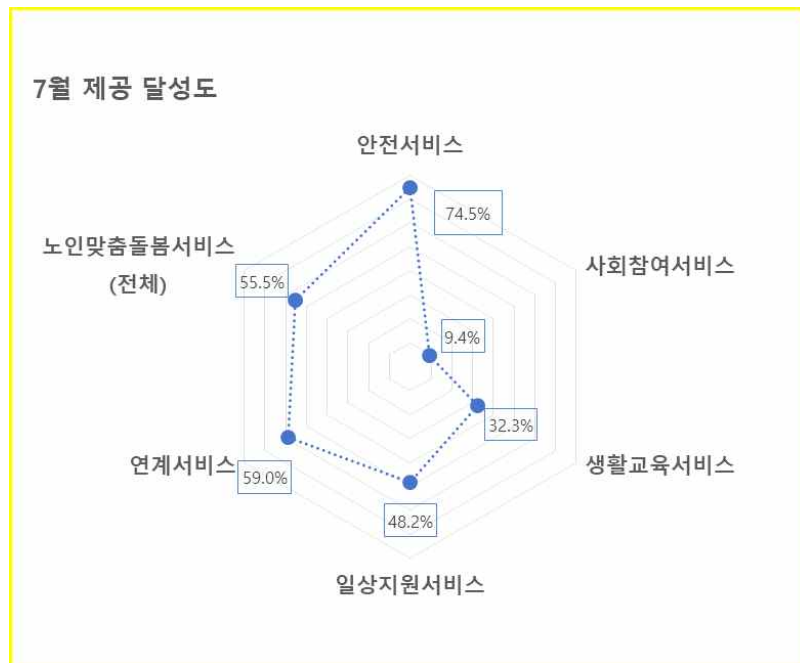 7월 제공 달성도
안전서비스
74.5%
노인맞춤돌봄서비스
(전체)
55.5%
사회참여서비스
9.4%
32.3%
연계서비스
59.0%
생활교육서비스
48.2%
일상지원서비스